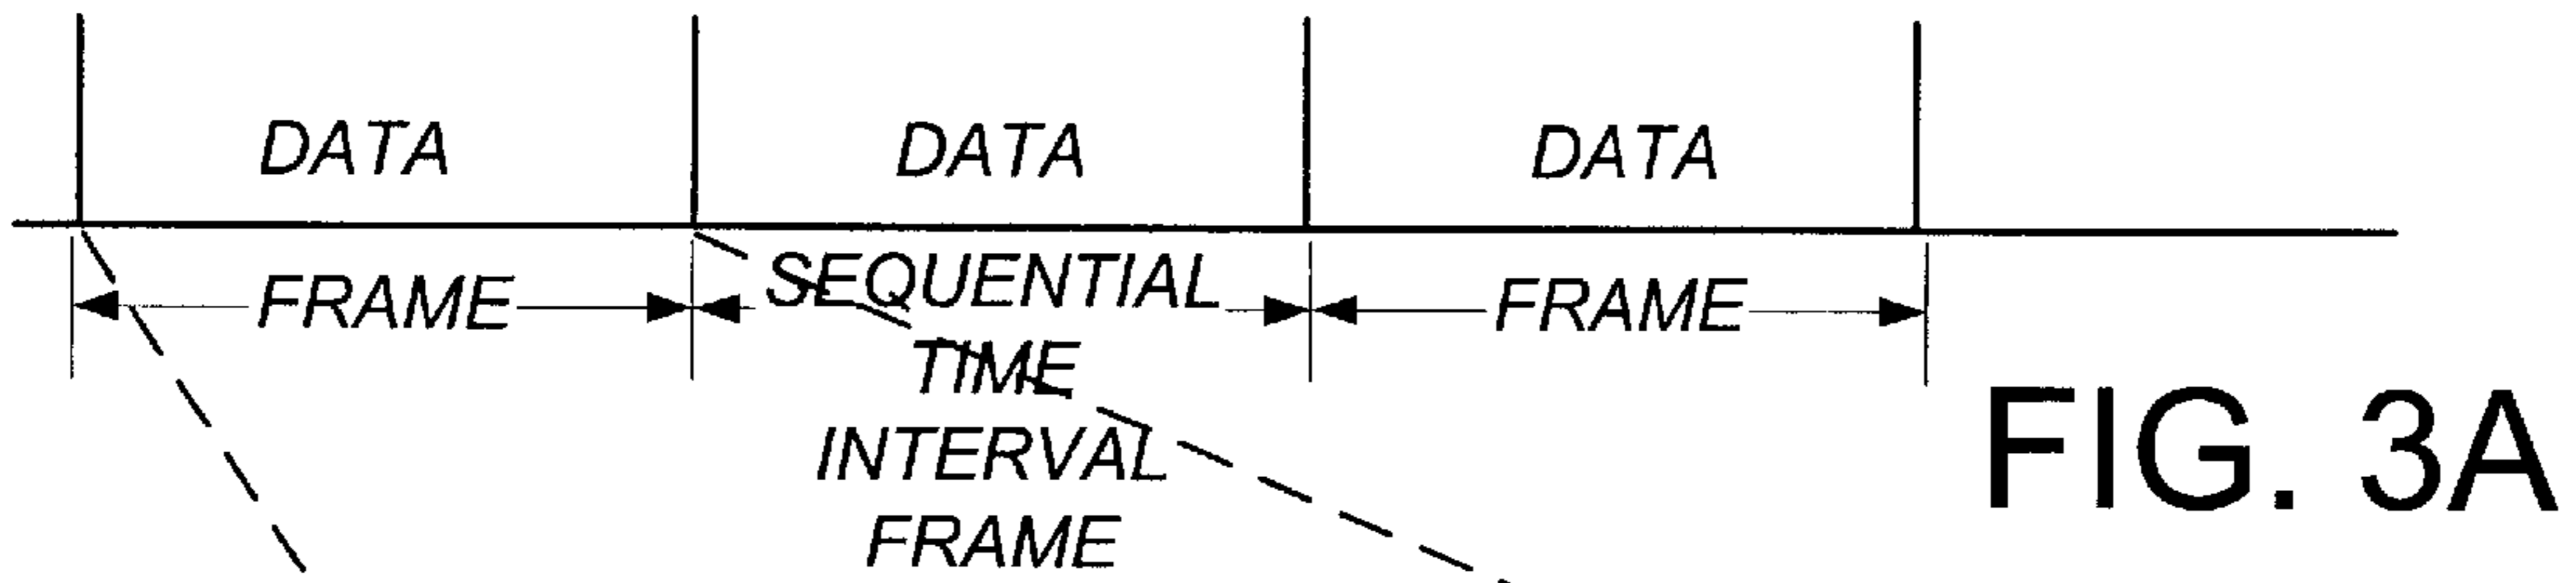 DATA DATA DATA
FRAME SEQUENTIAL FRAME
TIME
INTERVAL
FRAME
FIG. 3A